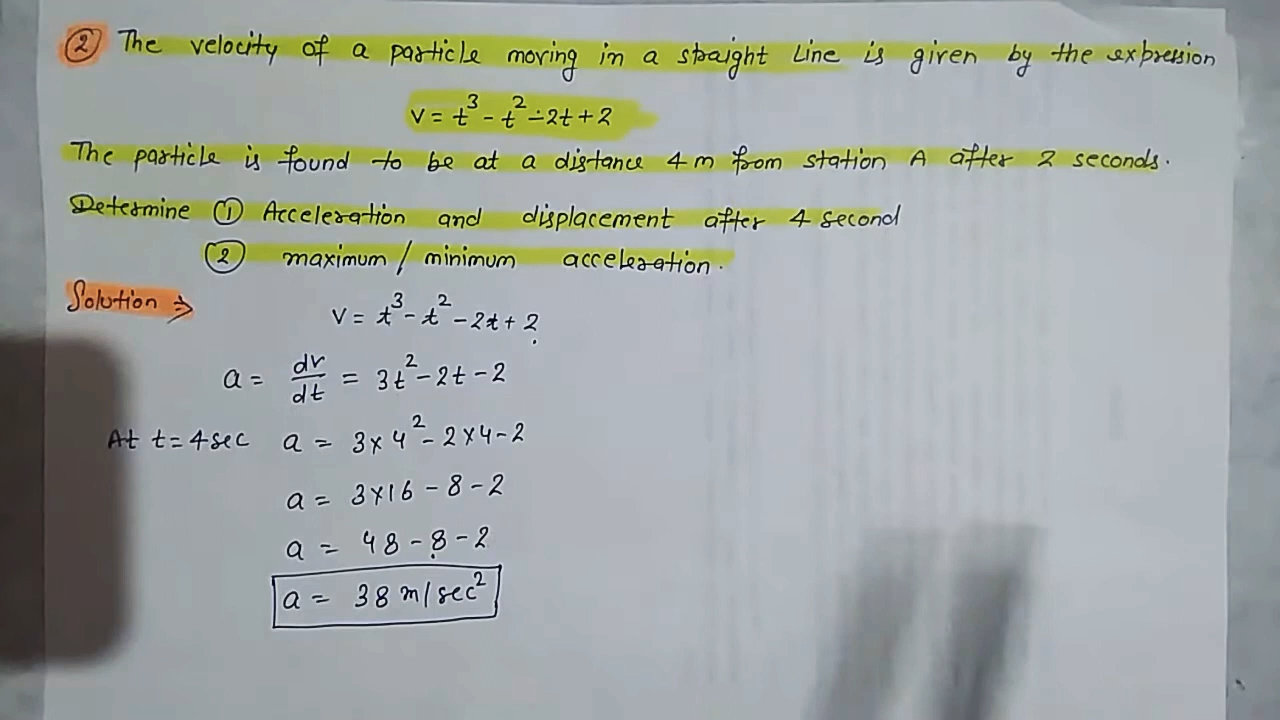 ② The velocity of a particle moving in a straight Line is given by the expression
v = t³ - t² - 2t + 2
The particle is found to be at a distance 4 m from station A after 2 seconds.
Determine ① Acceleration and displacement after 4 second
② maximum / minimum acceleration.
Solution ⇒
v = t³ - t² - 2t + 2
a = dv/dt = 3t² - 2t - 2
At t = 4 sec a = 3 × 4² - 2 × 4 - 2
a = 3 × 16 - 8 - 2
a = 48 - 8 - 2
a = 38 m/sec²